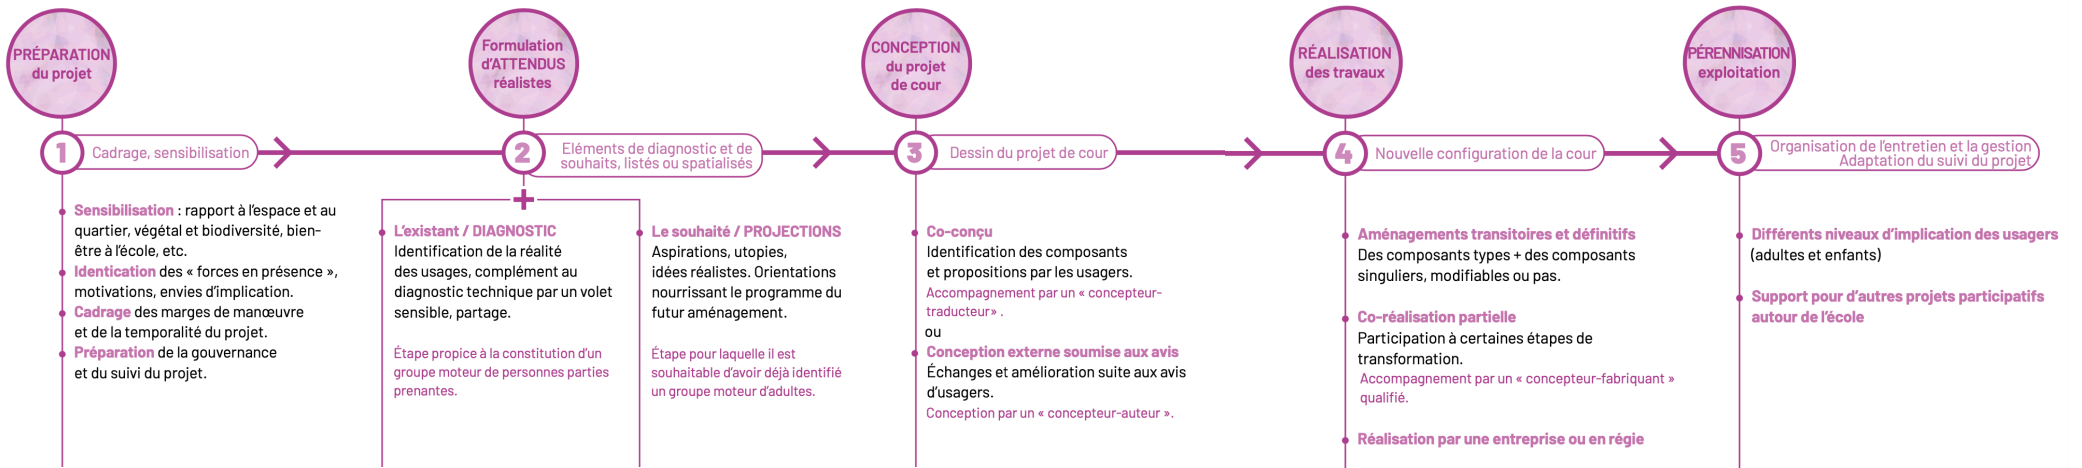 PRÉPARATION
du projet
1
Cadrage, sensibilisation
Sensibilisation : rapport à l'espace et au
quartier, végétal et biodiversité, bien-
être à l'école, etc.
Identication des « forces en présence »,
motivations, envies d'implication.
Cadrage des marges de manœuvre
et de la temporalité du projet.
Préparation de la gouvernance
et du suivi du projet.
Formulation
d'ATTENDUS
réalistes
2
Eléments de diagnostic et de
souhaits, listés ou spatialisés
+
L'existant / DIAGNOSTIC
Identification de la réalité
des usages, complément au
diagnostic technique par un volet
sensible, partage.
Étape propice à la constitution d'un
groupe moteur de personnes parties
prenantes.
Le souhaité / PROJECTIONS
Aspirations, utopies,
idées réalistes. Orientations
nourrissant le programme du
futur aménagement.
Étape pour laquelle il est
souhaitable d'avoir déjà identifié
un groupe moteur d'adultes.
CONCEPTION
du projet
de cour
3
Dessin du projet de cour
Co-conçu
Identification des composants
et propositions par les usagers.
Accompagnement par un « concepteur-
traducteur» .
ou
Conception externe soumise aux avis
Échanges et amélioration suite aux avis
d'usagers.
Conception par un « concepteur-auteur ».
RÉALISATION
des travaux
4
Nouvelle configuration de la cour
Aménagements transitoires et définitifs
Des composants types + des composants
singuliers, modifiables ou pas.
Co-réalisation partielle
Participation à certaines étapes de
transformation.
Accompagnement par un « concepteur-fabriquant »
qualifié.
Réalisation par une entreprise ou en régie
PÉRENNISATION
exploitation
5
Organisation de l'entretien et la gestion
Adaptation du suivi du projet
Différents niveaux d'implication des usagers
(adultes et enfants)
Support pour d'autres projets participatifs
autour de l'école